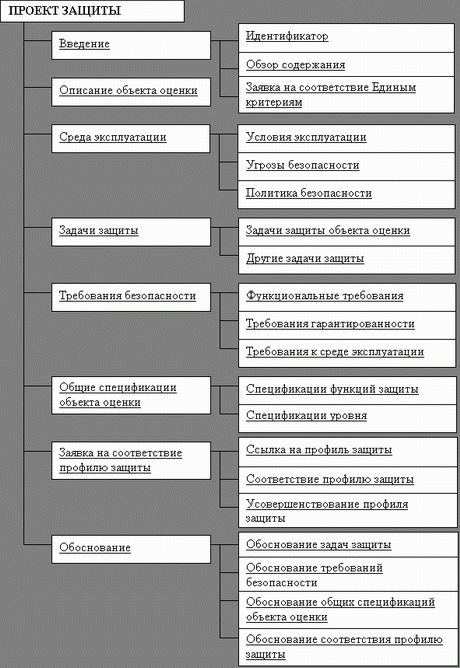 ПРОЕКТ ЗАЩИТЫ
Введение
Идентификатор
Обзор содержания
Заявка на соответствие Единым
критериям
Описание объекта оценки
Среда эксплуатации
Условия эксплуатации
Угрозы безопасности
Политика безопасности
Задачи защиты
Задачи защиты объекта оценки
Другие задачи защиты
Требования безопасности
Функциональные требования
Требования гарантированности
Требования к среде эксплуатации
Общие спецификации
объекта оценки
Спецификации функций защиты
Спецификации уровня
Заявка на соответствие
профилю защиты
Ссылка на профиль защиты
Соответствие профилю защиты
Усовершенствование профиля
защиты
Обоснование
Обоснование задач защиты
Обоснование требований
безопасности
Обоснование общих спецификаций
объекта оценки
Обоснование соответствия профилю
защиты